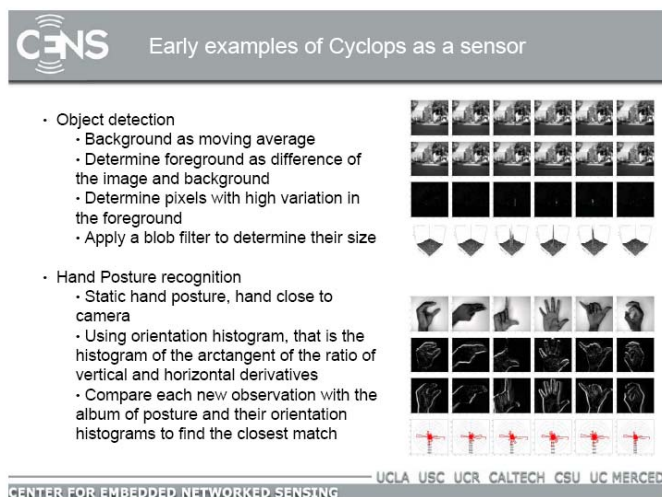 CENS
Early examples of Cyclops as a sensor
· Object detection
· Background as moving average
· Determine foreground as difference of
the image and background
· Determine pixels with high variation in
the foreground
· Apply a blob filter to determine their size
· Hand Posture recognition
· Static hand posture, hand close to
camera
· Using orientation histogram, that is the
histogram of the arctangent of the ratio of
vertical and horizontal derivatives
· Compare each new observation with the
album of posture and their orientation
histograms to find the closest match
UCLA USC UCR CALTECH CSU UC MERCED
CENTER FOR EMBEDDED NETWORKED SENSING